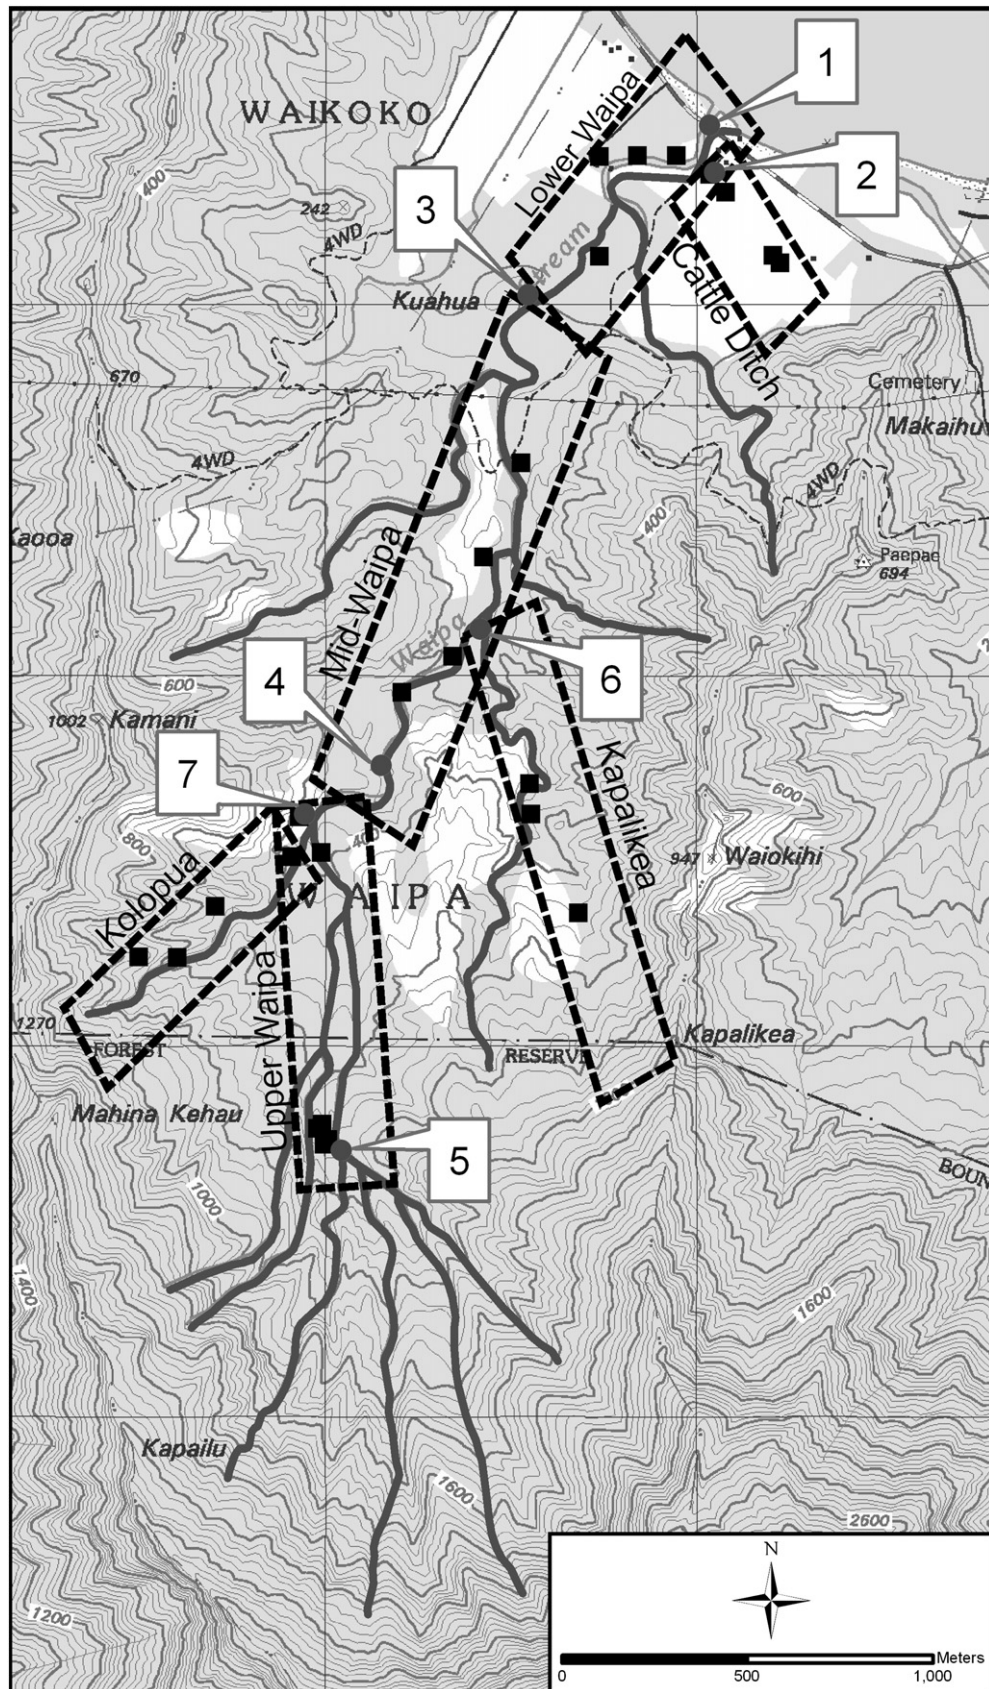 1
WAIKOKO
Lower Waipa
400
2
3
242
4WD
Stream
Kuahua
Cattle Ditch
670
Cemetery
Makaihuv
4WD
4WD
400
Kaooa
Paepae
694
Mid-Waipa
Waipa
600
4
6
1002
Kamani
Kapalikea
7
600
800
400
947
Waiokihi
Kolopua
WAIPA
Upper Waipa
1270
FOREST
RESERVE
Kapalikea
Mahina Kehau
5
BOUN
1000
1400
1600
Kapailu
1600
2600
1200
N
Meters
0
500
1,000